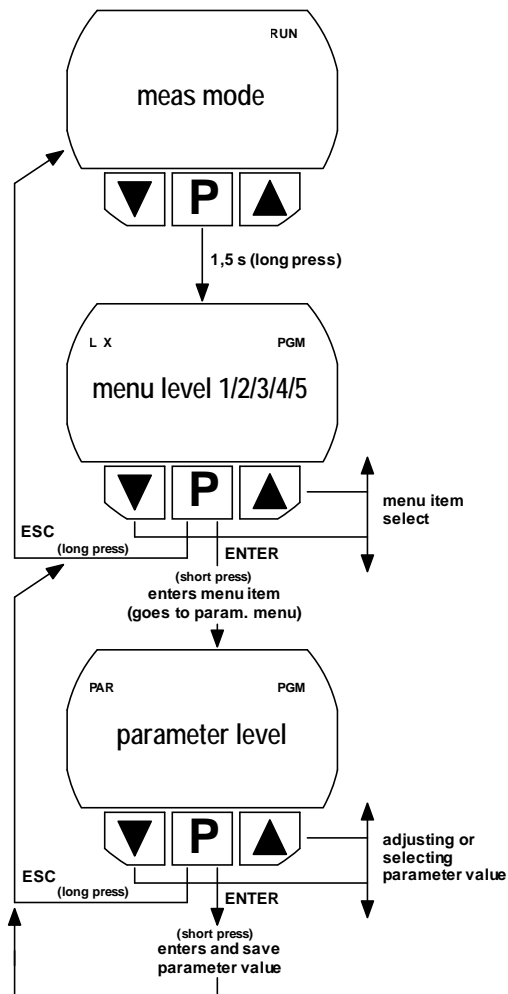 RUN
meas mode
P
1,5 s (long press)
L X PGM
menu level 1/2/3/4/5
P
menu item
select
ESC
(long press)
ENTER
(short press)
enters menu item
(goes to param. menu)
PAR PGM
parameter level
P
adjusting or
selecting
parameter value
ESC
(long press)
ENTER
(short press)
enters and save
parameter value